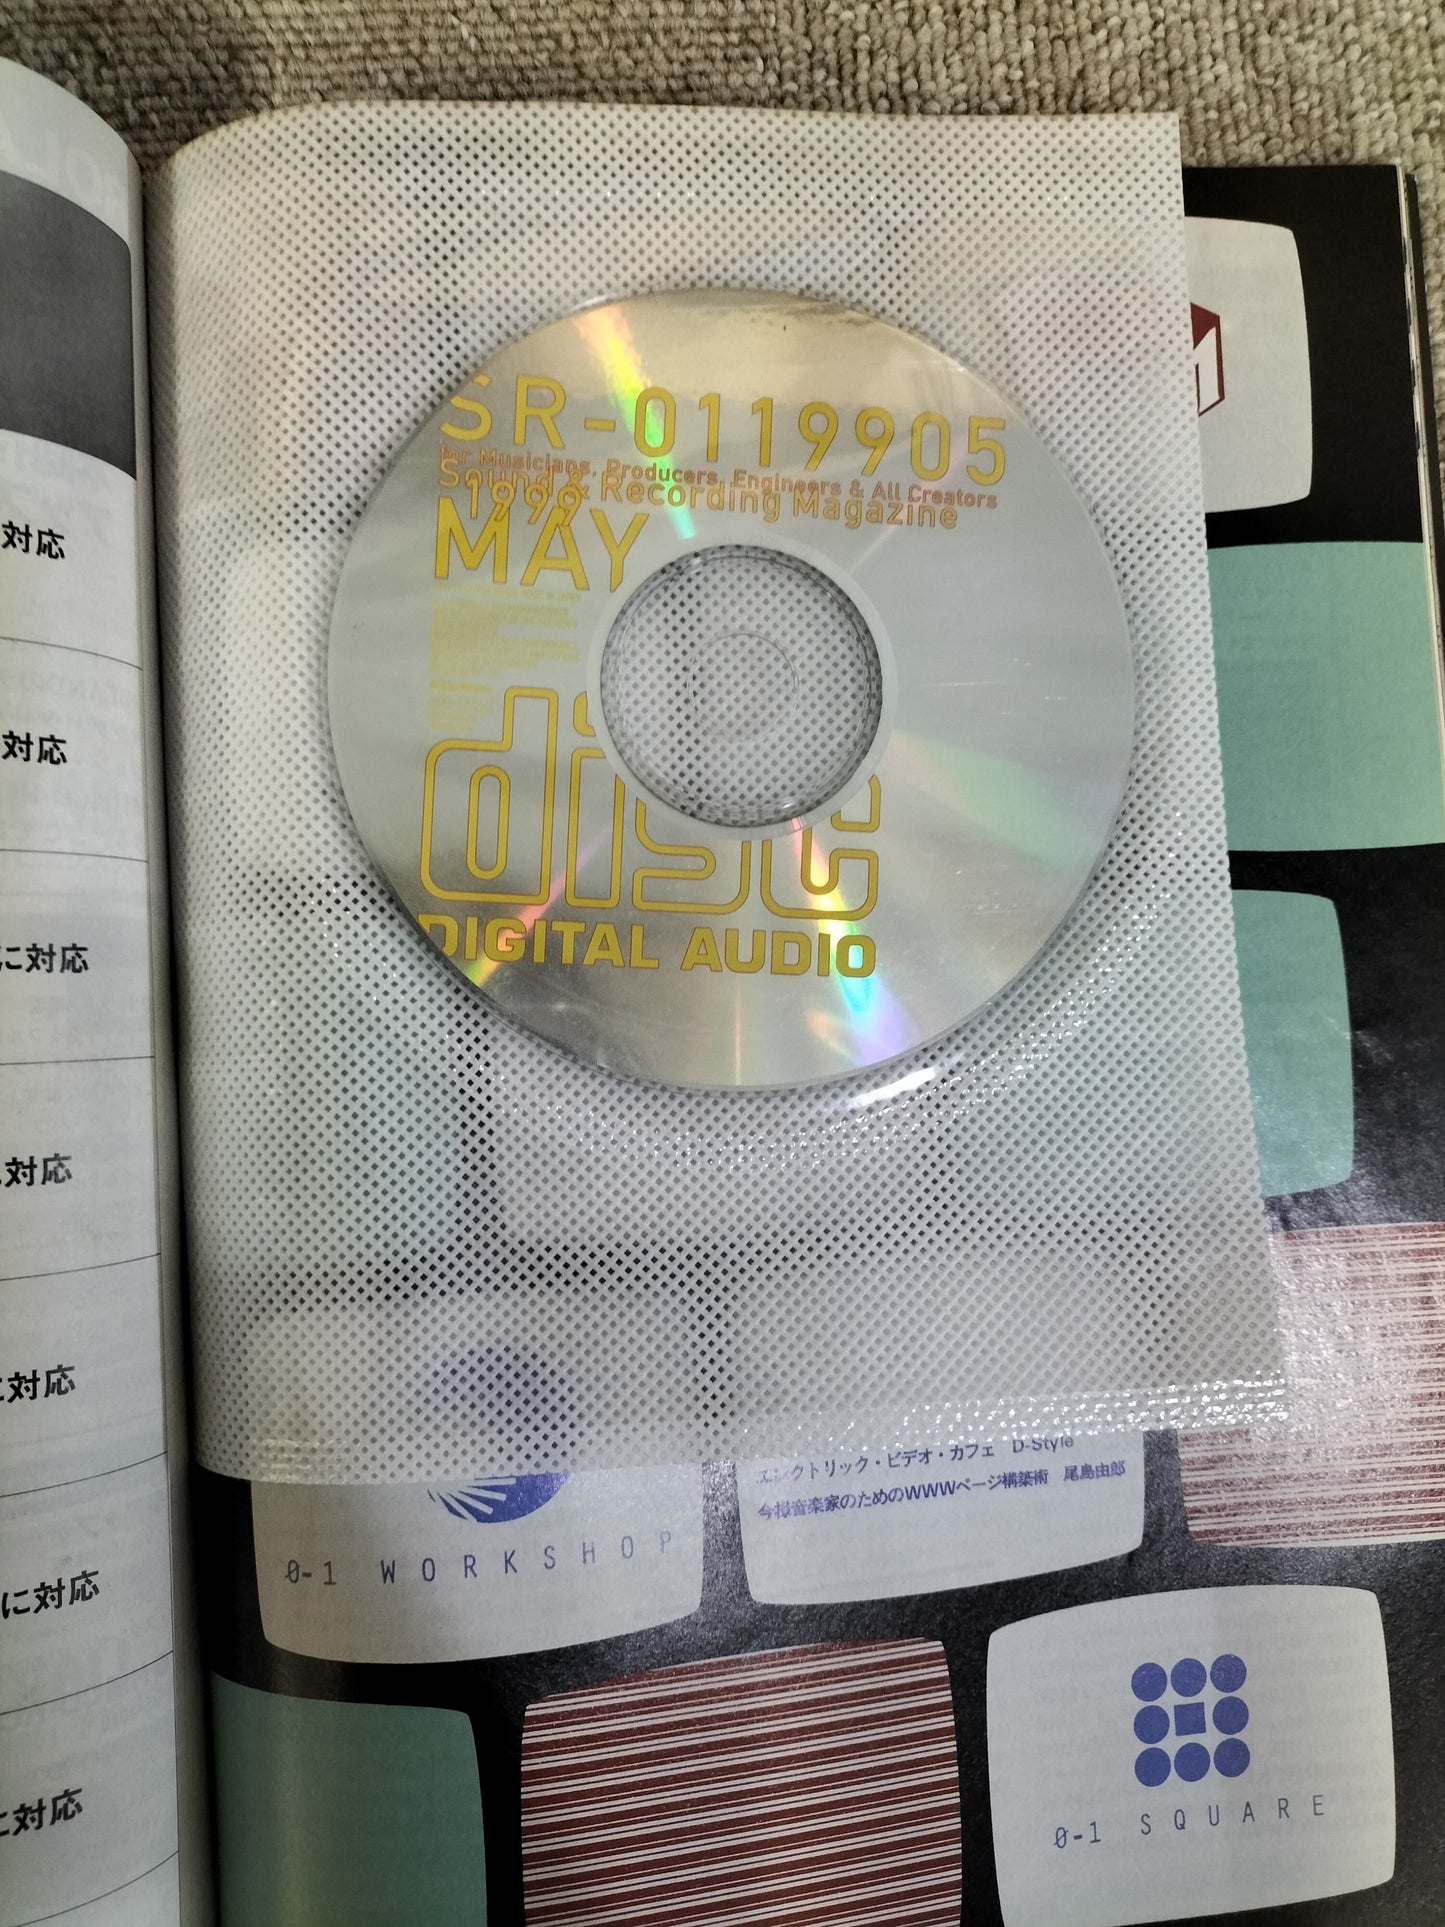 SR-0119905
for Musicians, Producers, Engineers & All Creators
Sound & Recording Magazine
1999
MAY
disc
DIGITAL AUDIO
対応
対応
に対応
対応
に対応
に対応
に対応
エレクトリック・ビデオ・カフェ D-Style
今様音楽家のためのWWWページ構築術 尾島由郎
0-1 WORKSHOP
0-1 SQUARE